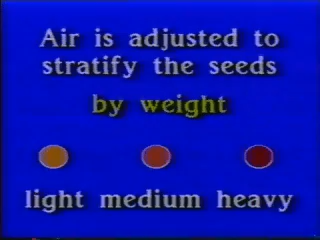 Air is adjusted to
stratify the seeds
by weight
light medium heavy